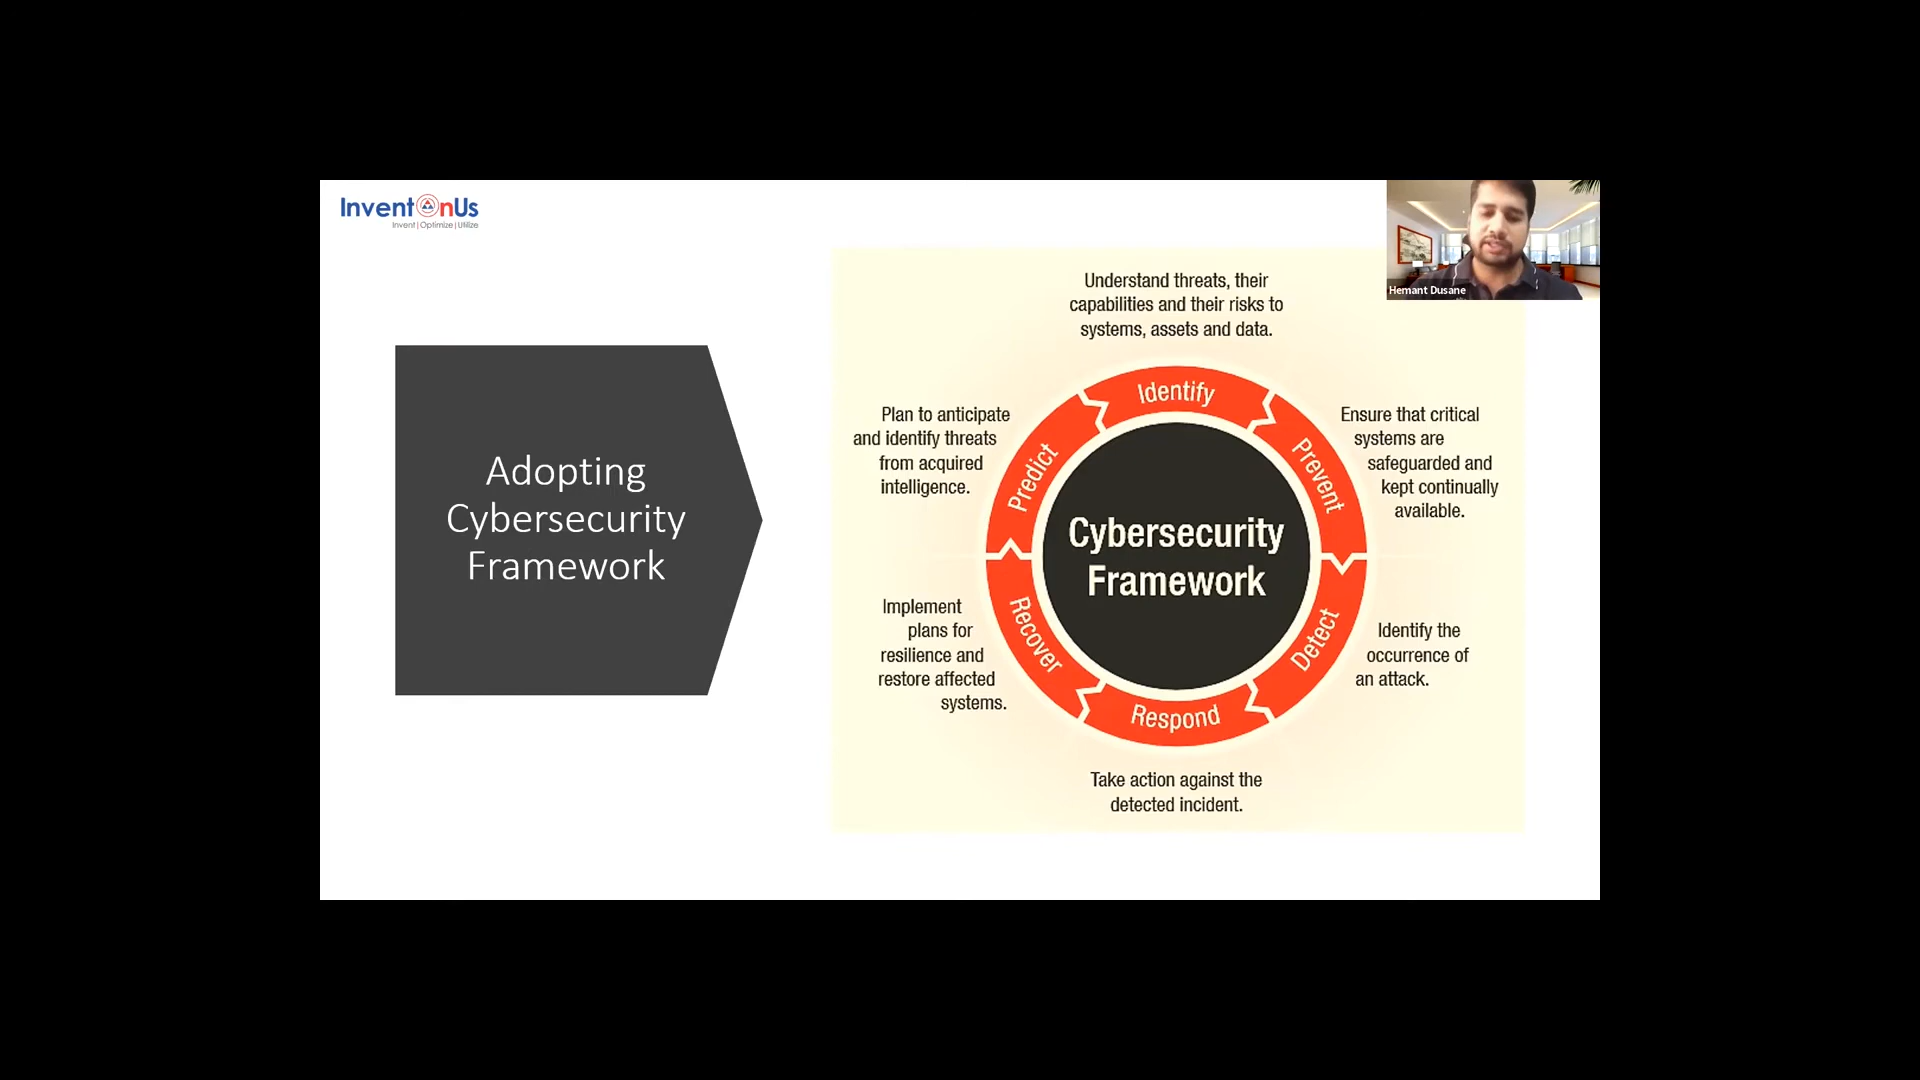 InventOnUs
Invent | Optimize | Utilize
Hemant Dusane
Adopting
Cybersecurity
Framework
Understand threats, their
capabilities and their risks to
systems, assets and data.
Identify
Plan to anticipate
and identify threats
from acquired
intelligence.
Predict
Prevent
Ensure that critical
systems are
safeguarded and
kept continually
available.
Cybersecurity
Framework
Implement
plans for
resilience and
restore affected
systems.
Recover
Detect
Identify the
occurrence of
an attack.
Respond
Take action against the
detected incident.